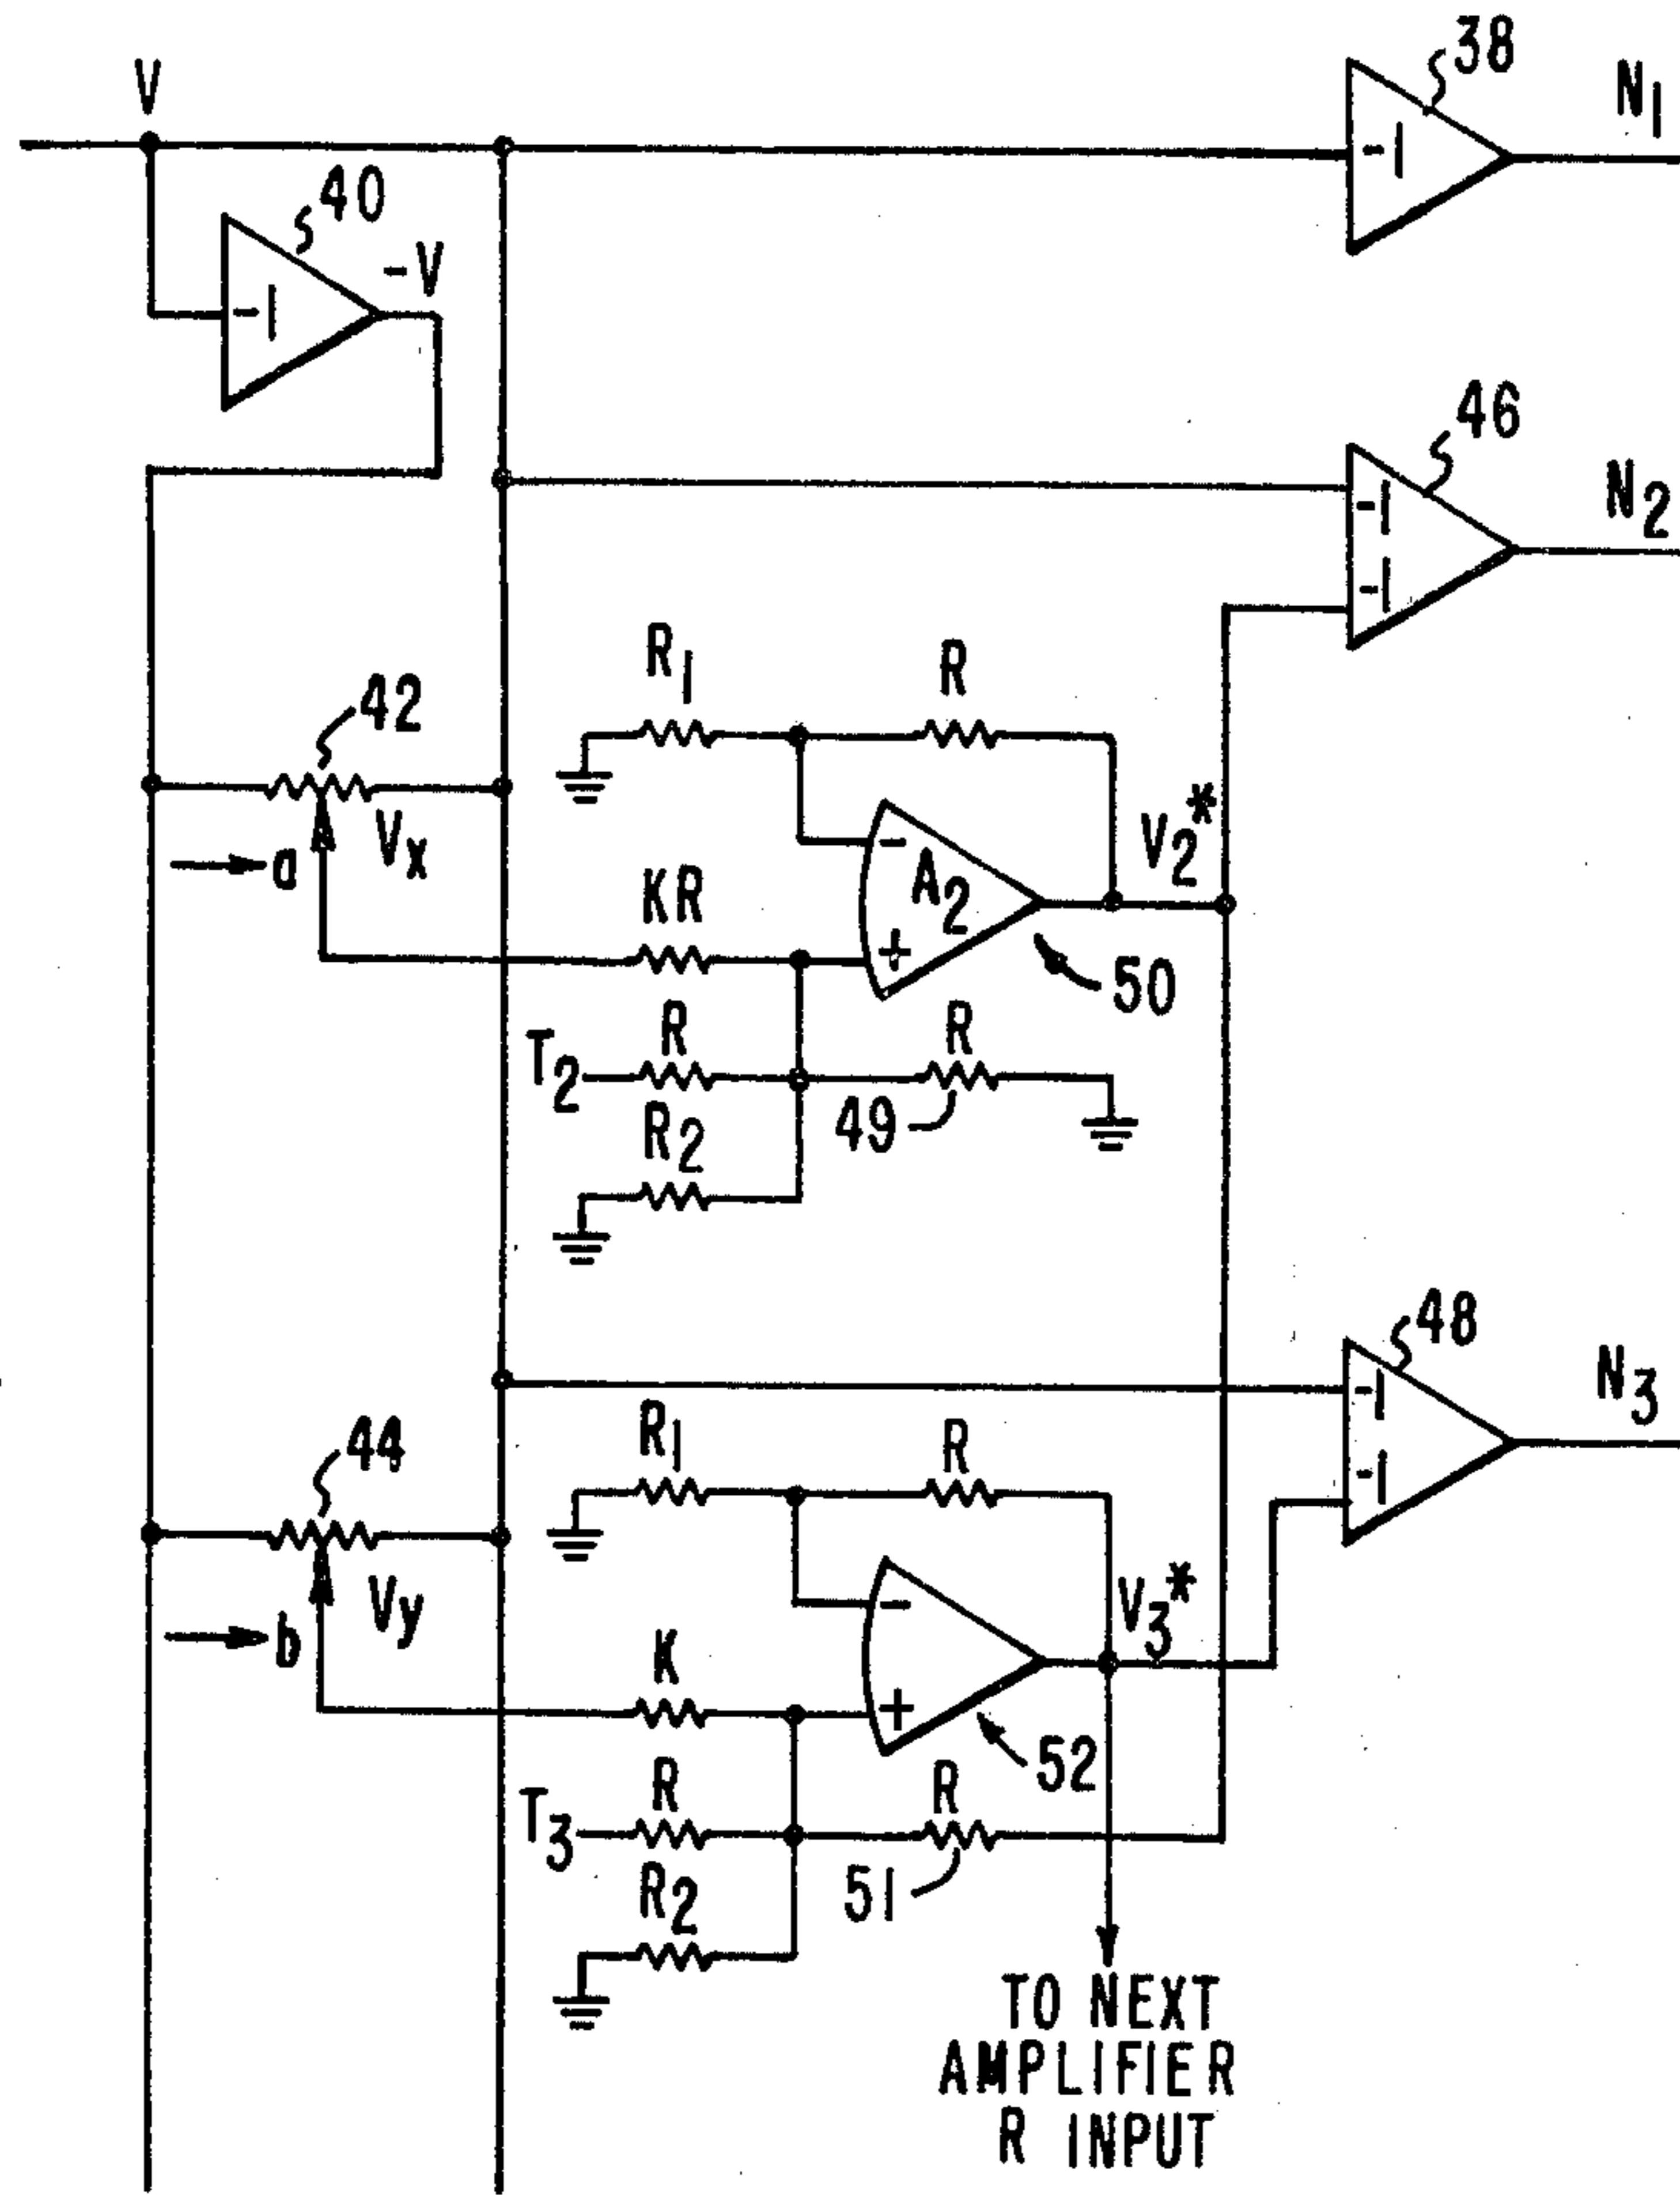 38
V
N1
40
-V
-1
-1
46
N2
-1
-1
R1
R
42
Vx
a
V2*
-
A2
KR
+
50
T2
R
R
49
R2
48
N3
-1
-1
R1
R
44
Vy
b
V3*
-
K
+
52
T3
R
R
51
R2
TO NEXT
AMPLIFIER
R INPUT